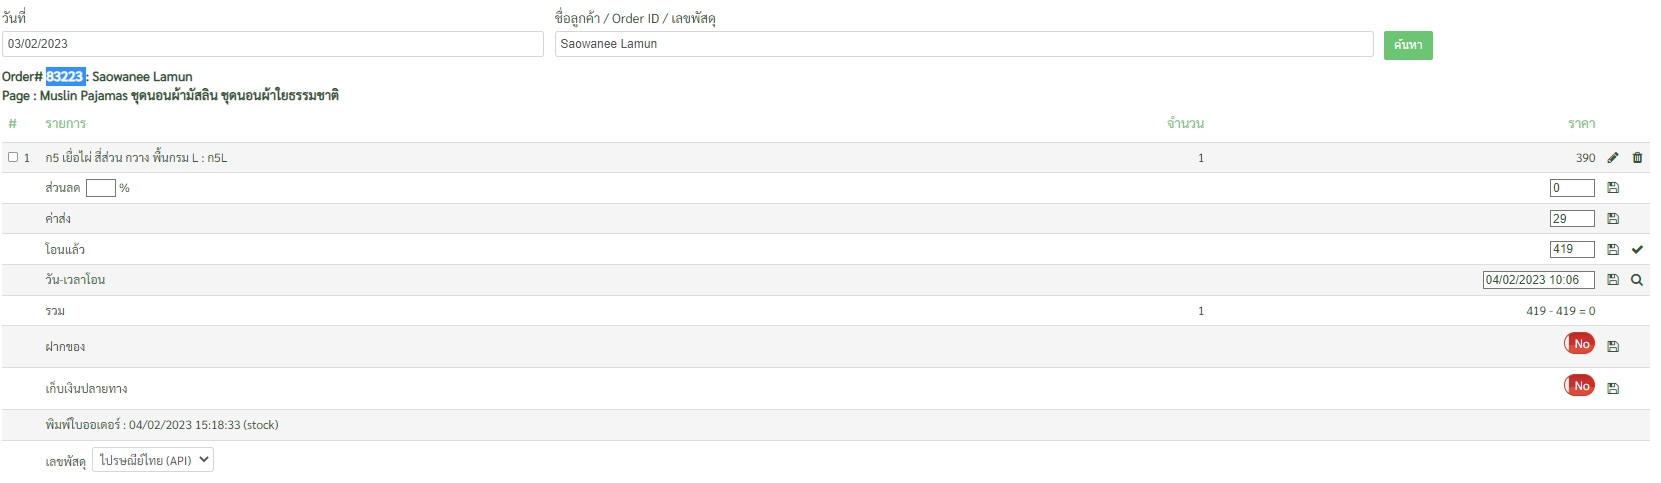 วันที่
ชื่อลูกค้า / Order ID / เลขพัสดุ
03/02/2023
Saowanee Lamun
ค้นหา
Order# 83223 : Saowanee Lamun
Page : Muslin Pajamas ชุดนอนผ้ามัสลิน ชุดนอนผ้าใยธรรมชาติ
# รายการ จำนวน ราคา
1 ก5 เยื่อไผ่ สี่ส่วน กวาง พื้นกรม L : ก5L 1 390
ส่วนลด % 0
ค่าส่ง 29
โอนแล้ว 419
วัน-เวลาโอน 04/02/2023 10:06
รวม 1 419 - 419 = 0
ฝากของ No
เก็บเงินปลายทาง No
พิมพ์ใบออเดอร์ : 04/02/2023 15:18:33 (stock)
เลขพัสดุ ไปรษณีย์ไทย (API)